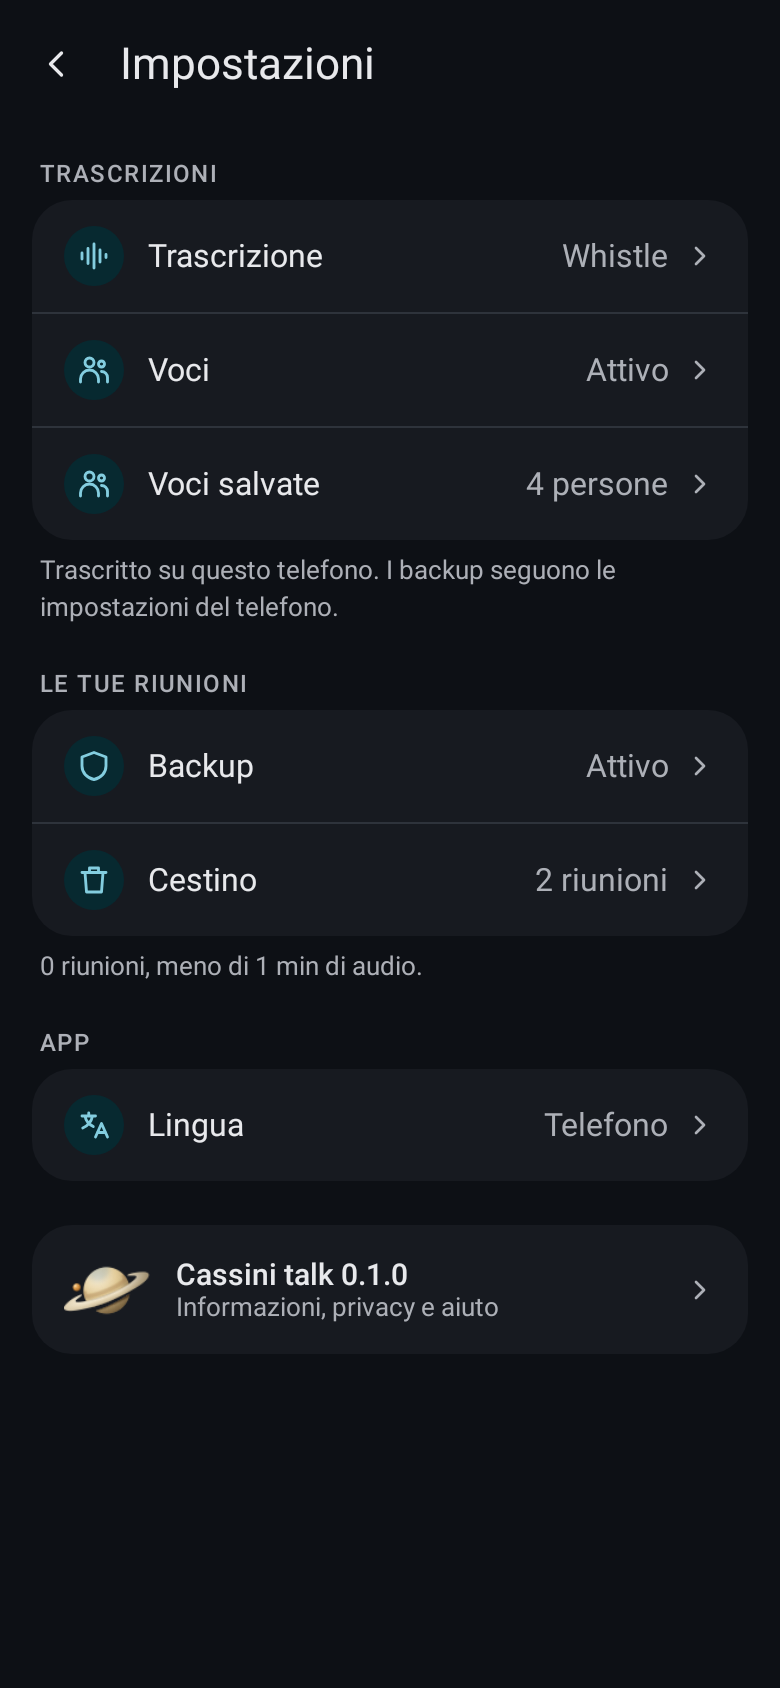 Impostazioni
TRASCRIZIONI
Trascrizione Whistle
Voci Attivo
Voci salvate 4 persone
Trascritto su questo telefono. I backup seguono le
impostazioni del telefono.
LE TUE RIUNIONI
Backup Attivo
Cestino 2 riunioni
0 riunioni, meno di 1 min di audio.
APP
Lingua Telefono
Cassini talk 0.1.0
Informazioni, privacy e aiuto